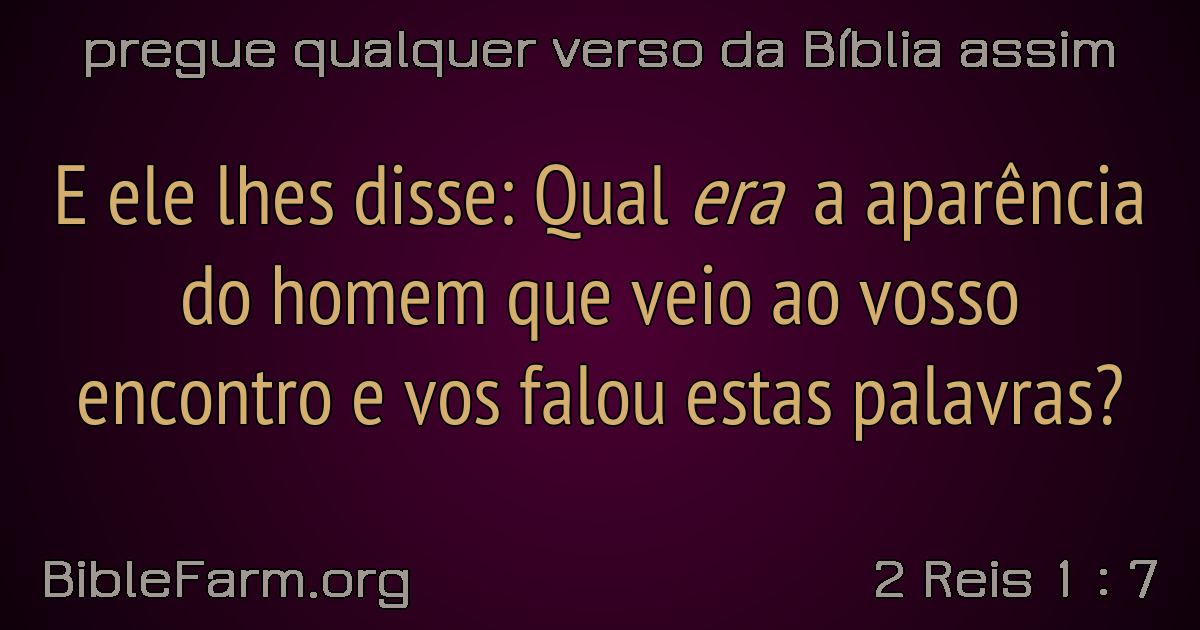 pregue qualquer verso da Bíblia assim
E ele lhes disse: Qual era a aparência
do homem que veio ao vosso
encontro e vos falou estas palavras?
BibleFarm.org
2 Reis 1 : 7